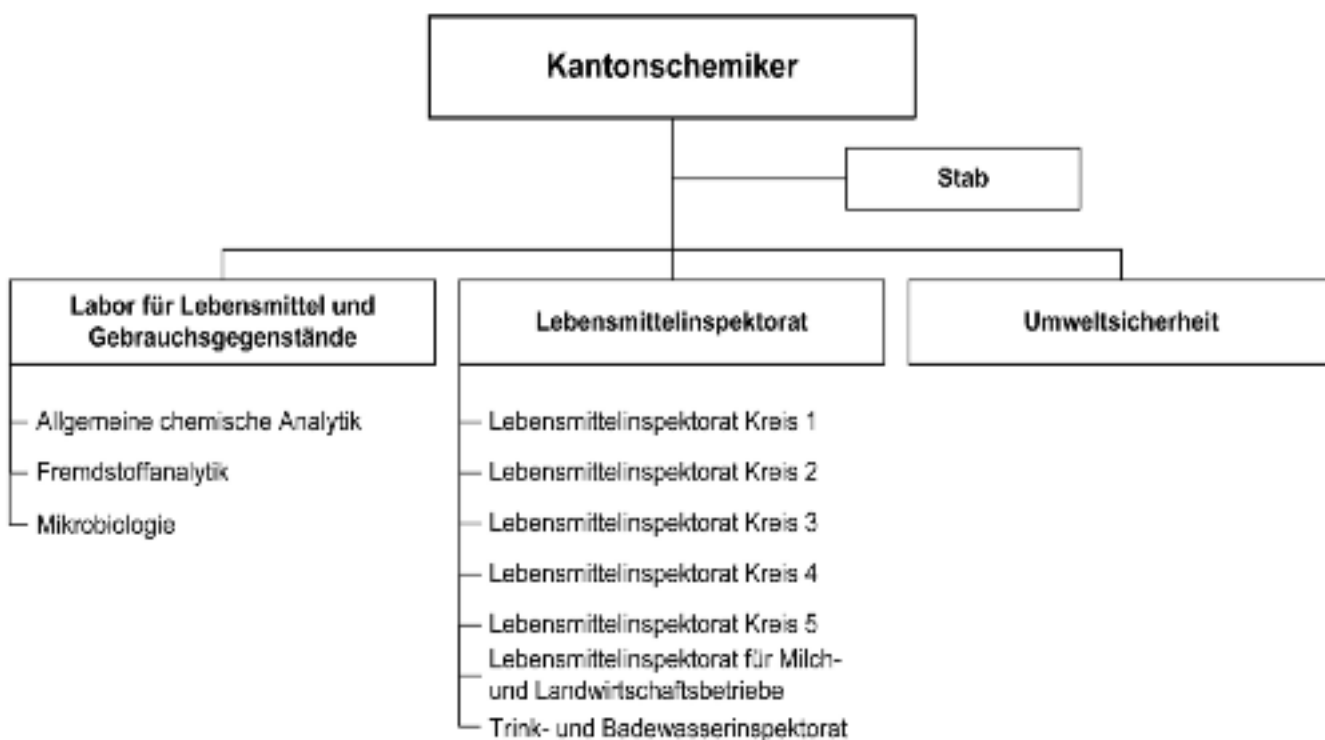 Kantonschemiker
Stab
Labor für Lebensmittel und
Gebrauchsgegenstände
Lebensmittelinspektorat
Umweltsicherheit
Allgemeine chemische Analytik
Fremdstoffanalytik
Mikrobiologie
Lebensmittelinspektorat Kreis 1
Lebensmittelinspektorat Kreis 2
Lebensmittelinspektorat Kreis 3
Lebensmittelinspektorat Kreis 4
Lebensmittelinspektorat Kreis 5
Lebensmittelinspektorat für Milch-
und Landwirtschaftsbetriebe
Trink- und Badewasserinspektorat